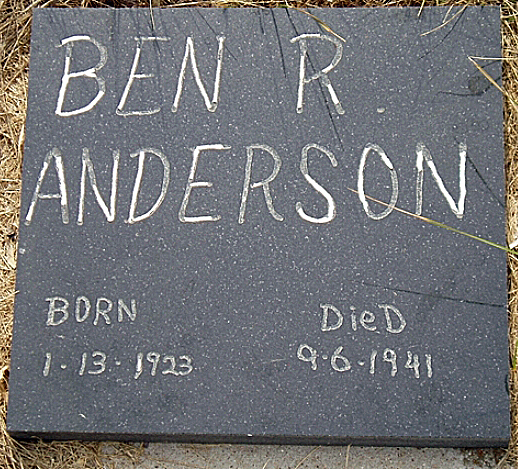 BEN R.
ANDERSON
BORN DieD
1-13-1923 9-6-1941